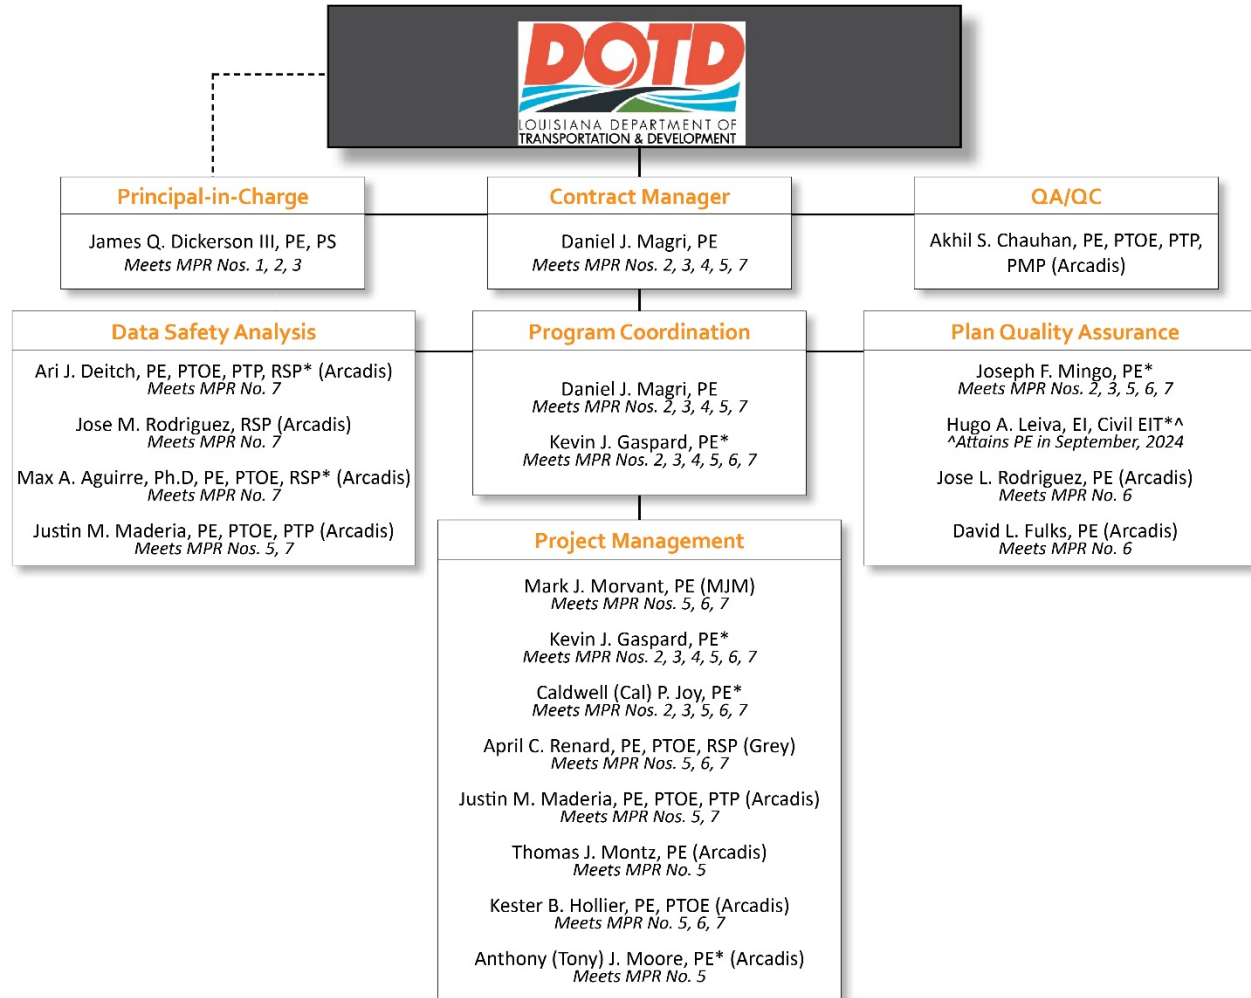 DOTD
LOUISIANA DEPARTMENT OF
TRANSPORTATION & DEVELOPMENT
Principal-in-Charge
James Q. Dickerson III, PE, PS
Meets MPR Nos. 1, 2, 3
Contract Manager
Daniel J. Magri, PE
Meets MPR Nos. 2, 3, 4, 5, 7
QA/QC
Akhil S. Chauhan, PE, PTOE, PTP,
PMP (Arcadis)
Data Safety Analysis
Ari J. Deitch, PE, PTOE, PTP, RSP* (Arcadis)
Meets MPR No. 7
Jose M. Rodriguez, RSP (Arcadis)
Meets MPR No. 7
Max A. Aguirre, Ph.D, PE, PTOE, RSP* (Arcadis)
Meets MPR No. 7
Justin M. Maderia, PE, PTOE, PTP (Arcadis)
Meets MPR Nos. 5, 7
Program Coordination
Daniel J. Magri, PE
Meets MPR Nos. 2, 3, 4, 5, 7
Kevin J. Gaspard, PE*
Meets MPR Nos. 2, 3, 4, 5, 6, 7
Plan Quality Assurance
Joseph F. Mingo, PE*
Meets MPR Nos. 2, 3, 5, 6, 7
Hugo A. Leiva, EI, Civil EIT*^
^Attains PE in September, 2024
Jose L. Rodriguez, PE (Arcadis)
Meets MPR No. 6
David L. Fulks, PE (Arcadis)
Meets MPR No. 6
Project Management
Mark J. Morvant, PE (MJM)
Meets MPR Nos. 5, 6, 7
Kevin J. Gaspard, PE*
Meets MPR Nos. 2, 3, 4, 5, 6, 7
Caldwell (Cal) P. Joy, PE*
Meets MPR Nos. 2, 3, 5, 6, 7
April C. Renard, PE, PTOE, RSP (Grey)
Meets MPR Nos. 5, 6, 7
Justin M. Maderia, PE, PTOE, PTP (Arcadis)
Meets MPR Nos. 5, 7
Thomas J. Montz, PE (Arcadis)
Meets MPR No. 5
Kester B. Hollier, PE, PTOE (Arcadis)
Meets MPR No. 5, 6, 7
Anthony (Tony) J. Moore, PE* (Arcadis)
Meets MPR No. 5